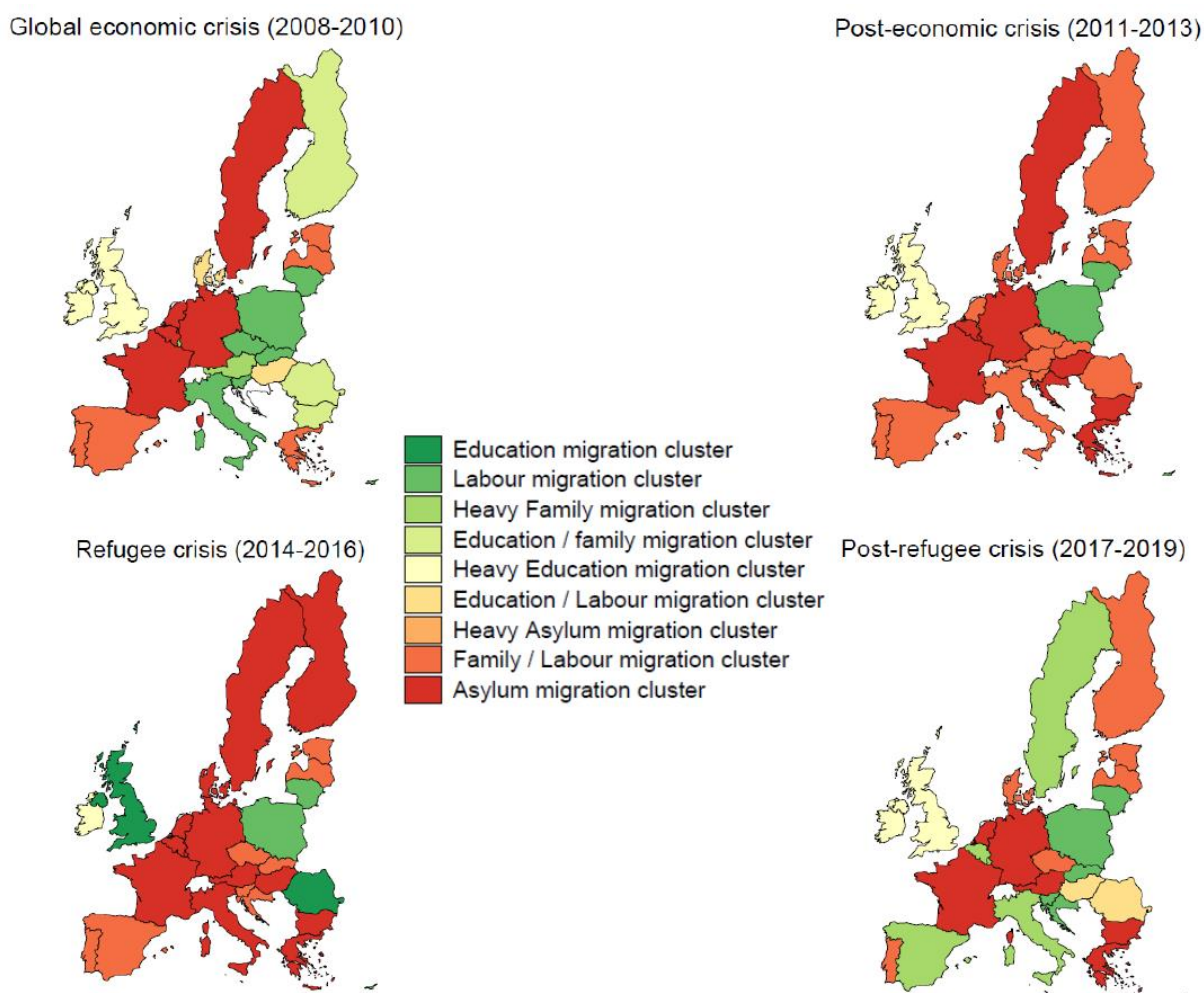 Global economic crisis (2008-2010)
Post-economic crisis (2011-2013)
Education migration cluster
Labour migration cluster
Heavy Family migration cluster
Education / family migration cluster
Heavy Education migration cluster
Education / Labour migration cluster
Heavy Asylum migration cluster
Family / Labour migration cluster
Asylum migration cluster
Refugee crisis (2014-2016)
Post-refugee crisis (2017-2019)